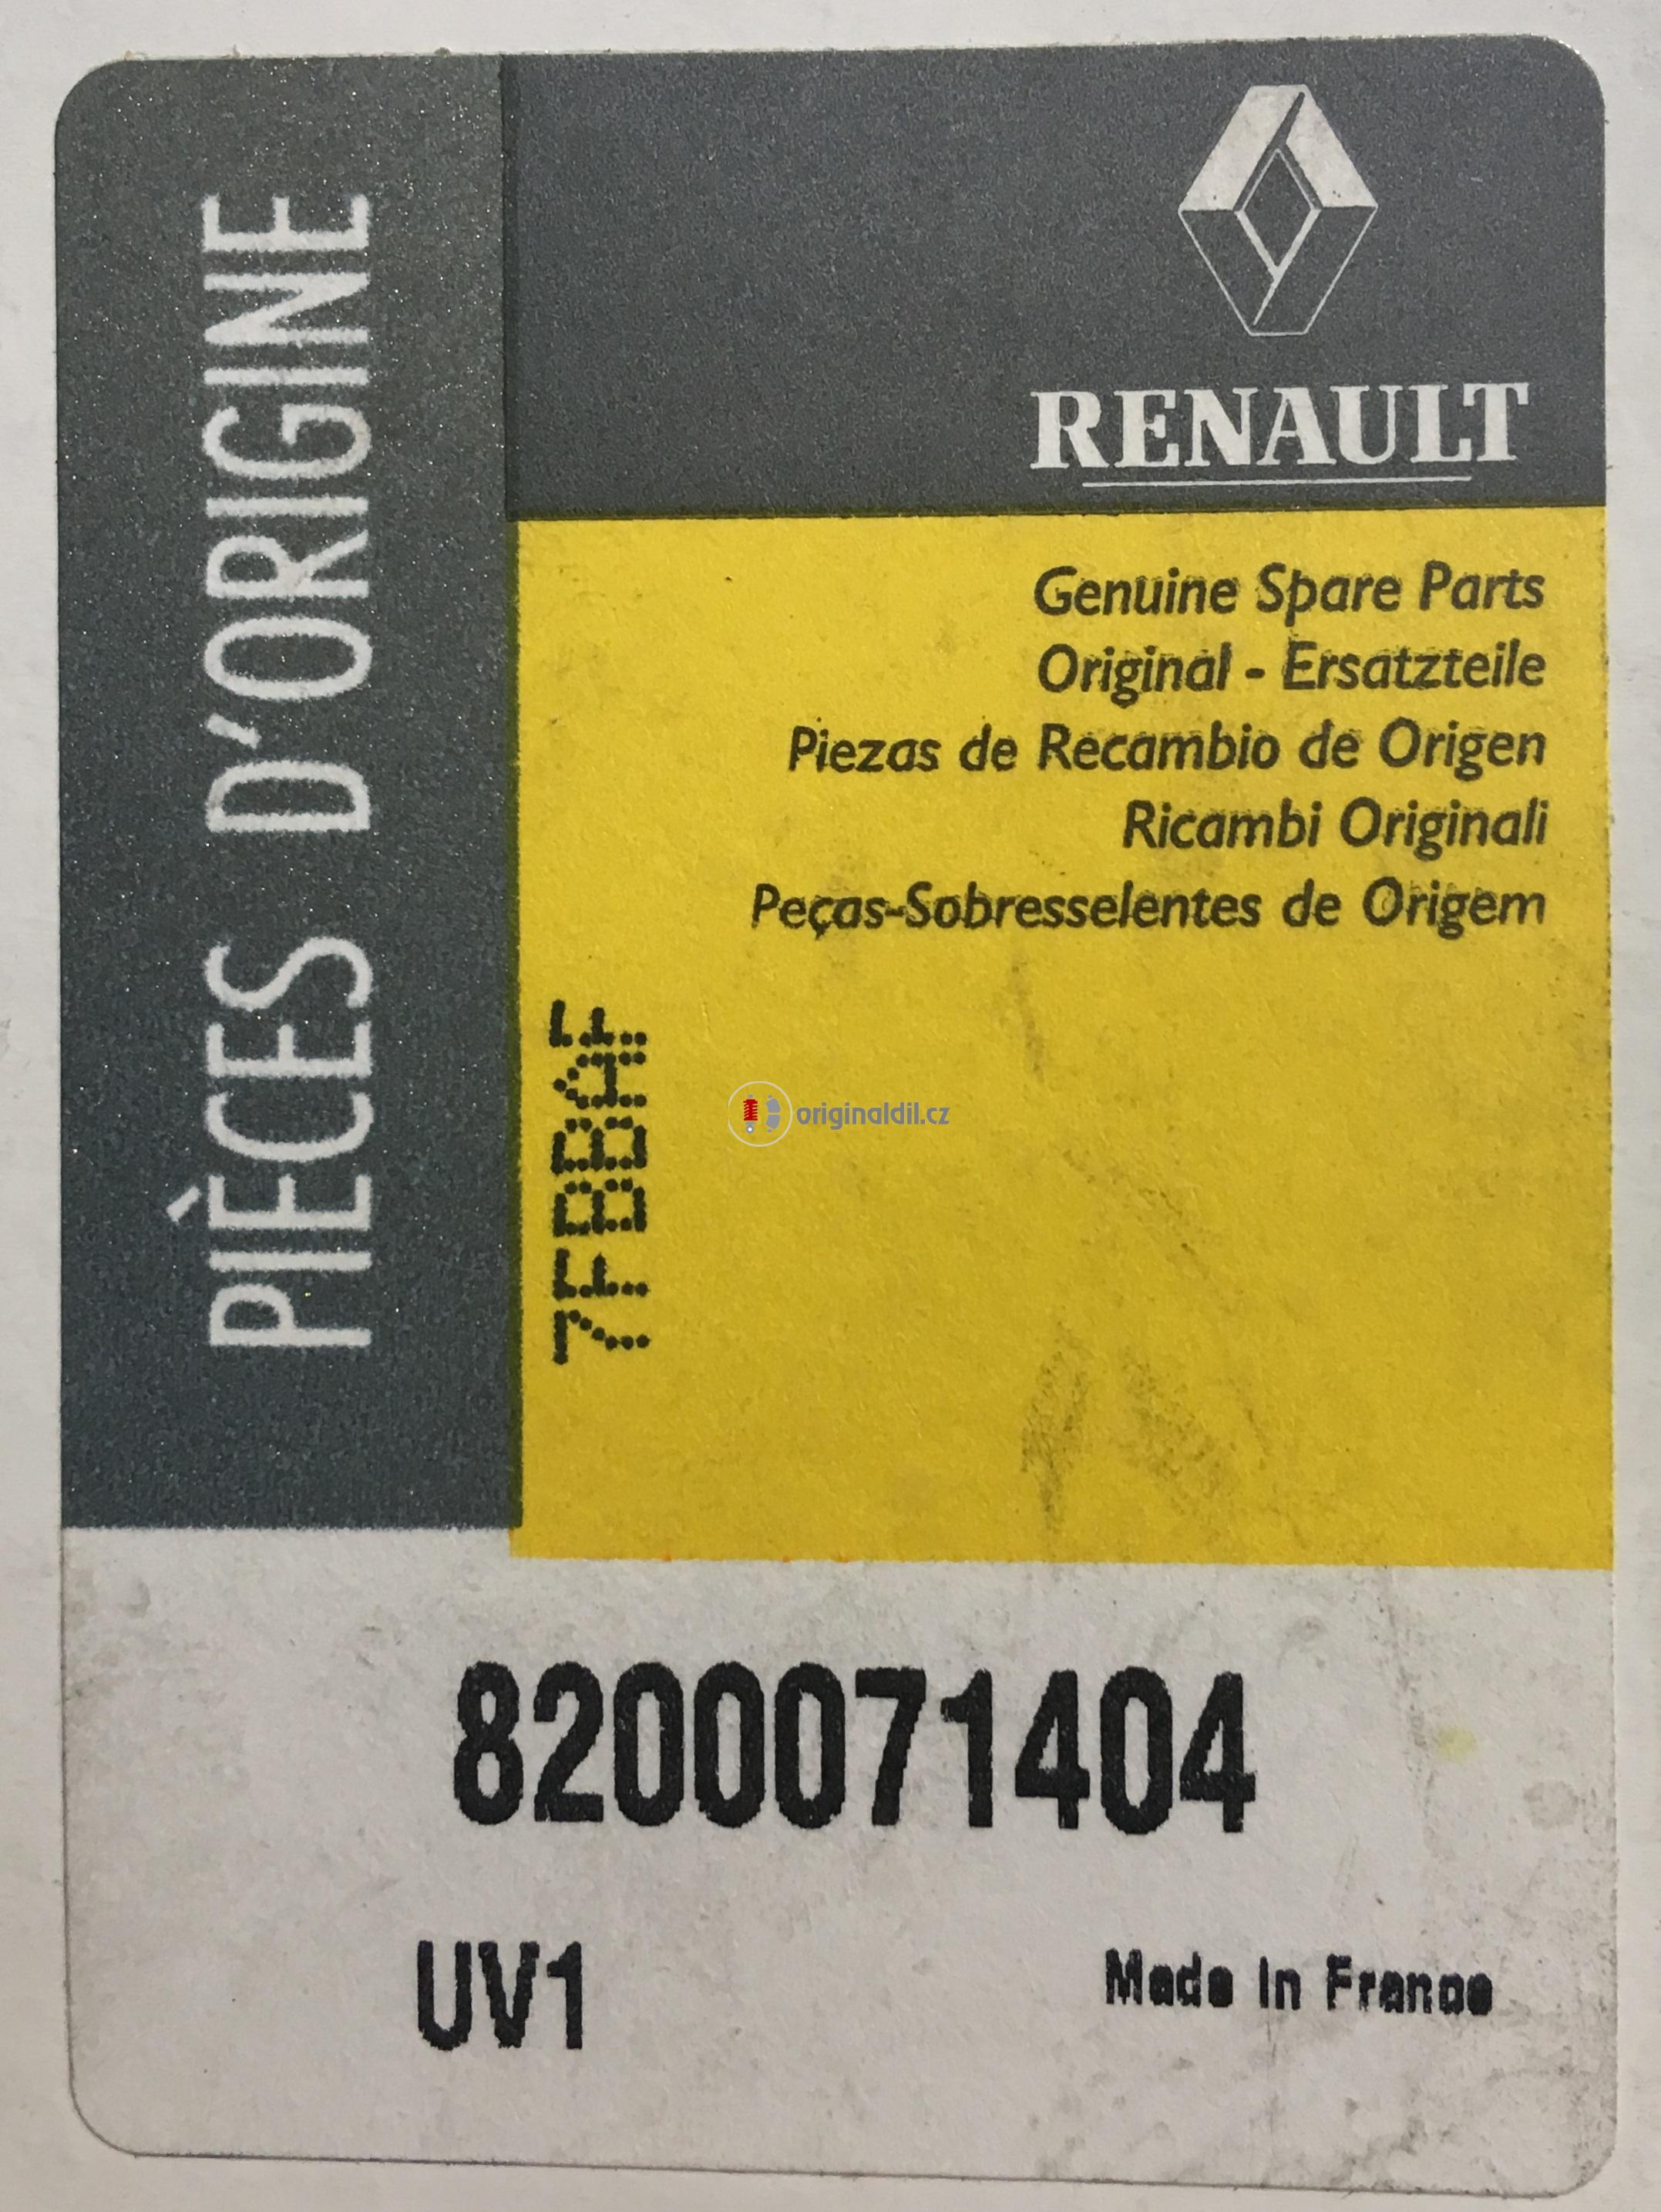 PIÈCES D'ORIGINE
RENAULT
Genuine Spare Parts
Original - Ersatzteile
Piezas de Recambio de Origen
Ricambi Originali
Peças-Sobresselentes de Origem
7FBBAF
originaldil.cz
8200071404
UV1
Made In France